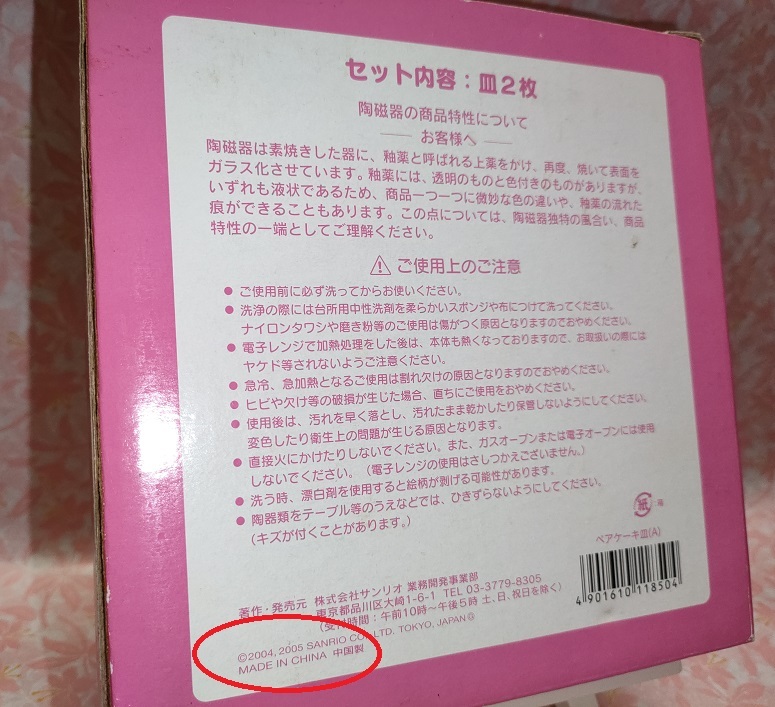 セット内容：皿2枚
陶磁器の商品特性について
お客様へ
陶磁器は素焼きした器に、釉薬と呼ばれる上薬をかけ、再度、焼いて表面を
ガラス化させています。釉薬には、透明のものと色付きのものがありますが、
いずれも液状であるため、商品一つ一つに微妙な色の違いや、釉薬の流れた
痕ができることもあります。この点については、陶磁器独特の風合い、商品
特性の一端としてご理解ください。
ご使用上のご注意
● ご使用前に必ず洗ってからお使いください。
● 洗浄の際には台所用中性洗剤を柔らかいスポンジや布につけて洗ってください。
ナイロンタワシや磨き粉等のご使用は傷がつく原因となりますのでおやめください。
● 電子レンジで加熱処理をした後は、本体も熱くなっておりますので、お取扱いの際には
ヤケド等されないようご注意ください。
● 急冷、急加熱となるご使用は割れ欠けの原因となりますのでおやめください。
● ヒビや欠け等の破損が生じた場合、直ちにご使用をおやめください。
● 使用後は、汚れを早く落とし、汚れたまま乾かしたり保管しないようにしてください。
変色したり衛生上の問題が生じる原因となります。
● 直接火にかけたりしないでください。また、ガスオーブンまたは電子オーブンには使用
しないでください。（電子レンジの使用はさしつかえございません。）
● 洗う時、漂白剤を使用すると絵柄が剥げる可能性があります。
● 陶器類をテーブル等のうえなどでは、ひきずらないようにしてください。
（キズが付くことがあります。）
紙
ペアケーキ皿(A)
4 901610 118504
著作・発売元 株式会社サンリオ 業務開発事業部
東京都品川区大崎1-6-1 TEL 03-3779-8305
（受付時間：午前10時～午後5時 土、日、祝日を除く）
©2004, 2005 SANRIO CO., LTD. TOKYO, JAPAN
MADE IN CHINA 中国製